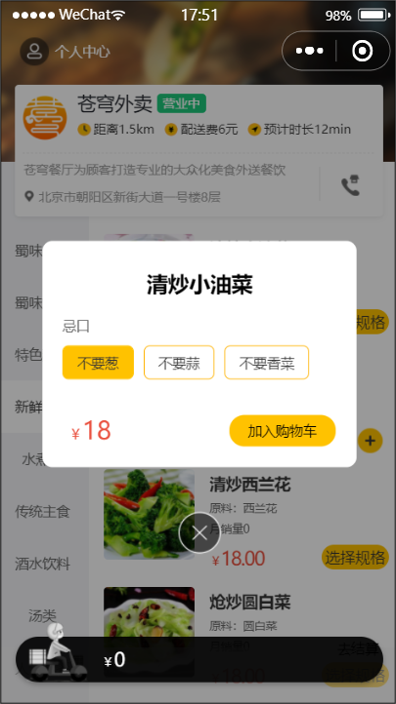 WeChat 17:51 98%
个人中心
苍穹外卖 营业中
距离1.5km 配送费6元 预计时长12min
苍穹餐厅为顾客打造专业的大众化美食外送餐饮
北京市朝阳区新街大道一号楼8层
蜀味
蜀味
特色
新鲜
水煮
传统主食
酒水饮料
汤类
规格
清炒小油菜
忌口
不要葱 不要蒜 不要香菜
¥18 加入购物车
清炒西兰花
原料：西兰花
月销量0
¥18.00 选择规格
炝炒圆白菜
原料：圆白菜
¥0 去结算
¥18.00